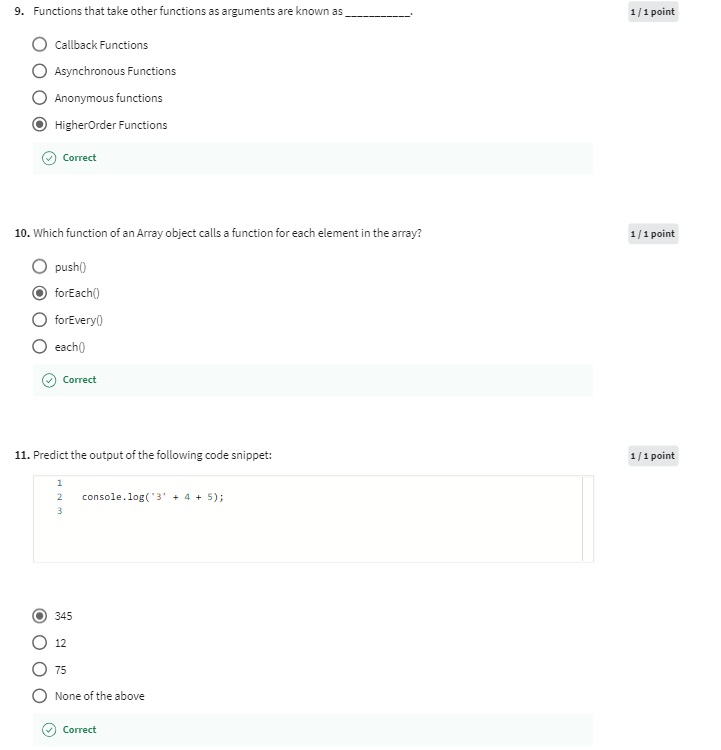 9. Functions that take other functions as arguments are known as ___________.
1 / 1 point
Callback Functions
Asynchronous Functions
Anonymous functions
HigherOrder Functions
Correct
10. Which function of an Array object calls a function for each element in the array?
1 / 1 point
push()
forEach()
forEvery()
each()
Correct
11. Predict the output of the following code snippet:
1 / 1 point
1
2 console.log('3' + 4 + 5);
3
345
12
75
None of the above
Correct